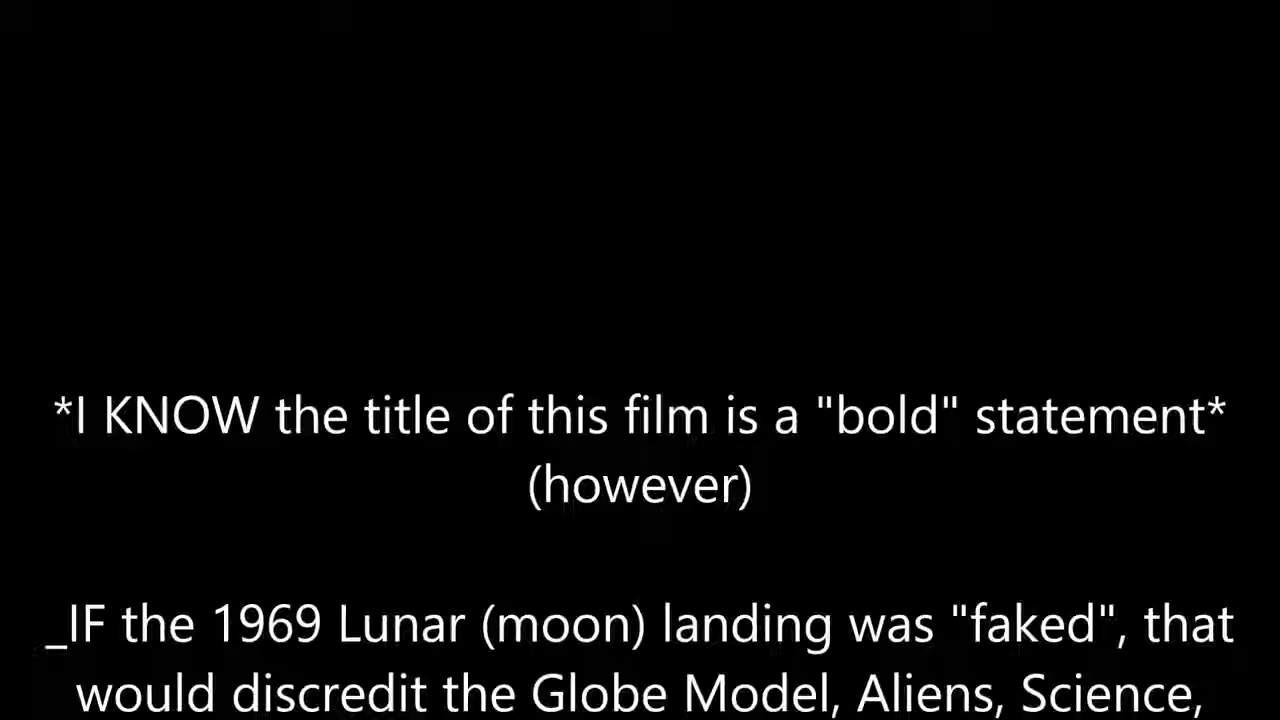 *I KNOW the title of this film is a "bold" statement*
(however)
_IF the 1969 Lunar (moon) landing was "faked", that
would discredit the Globe Model, Aliens, Science,